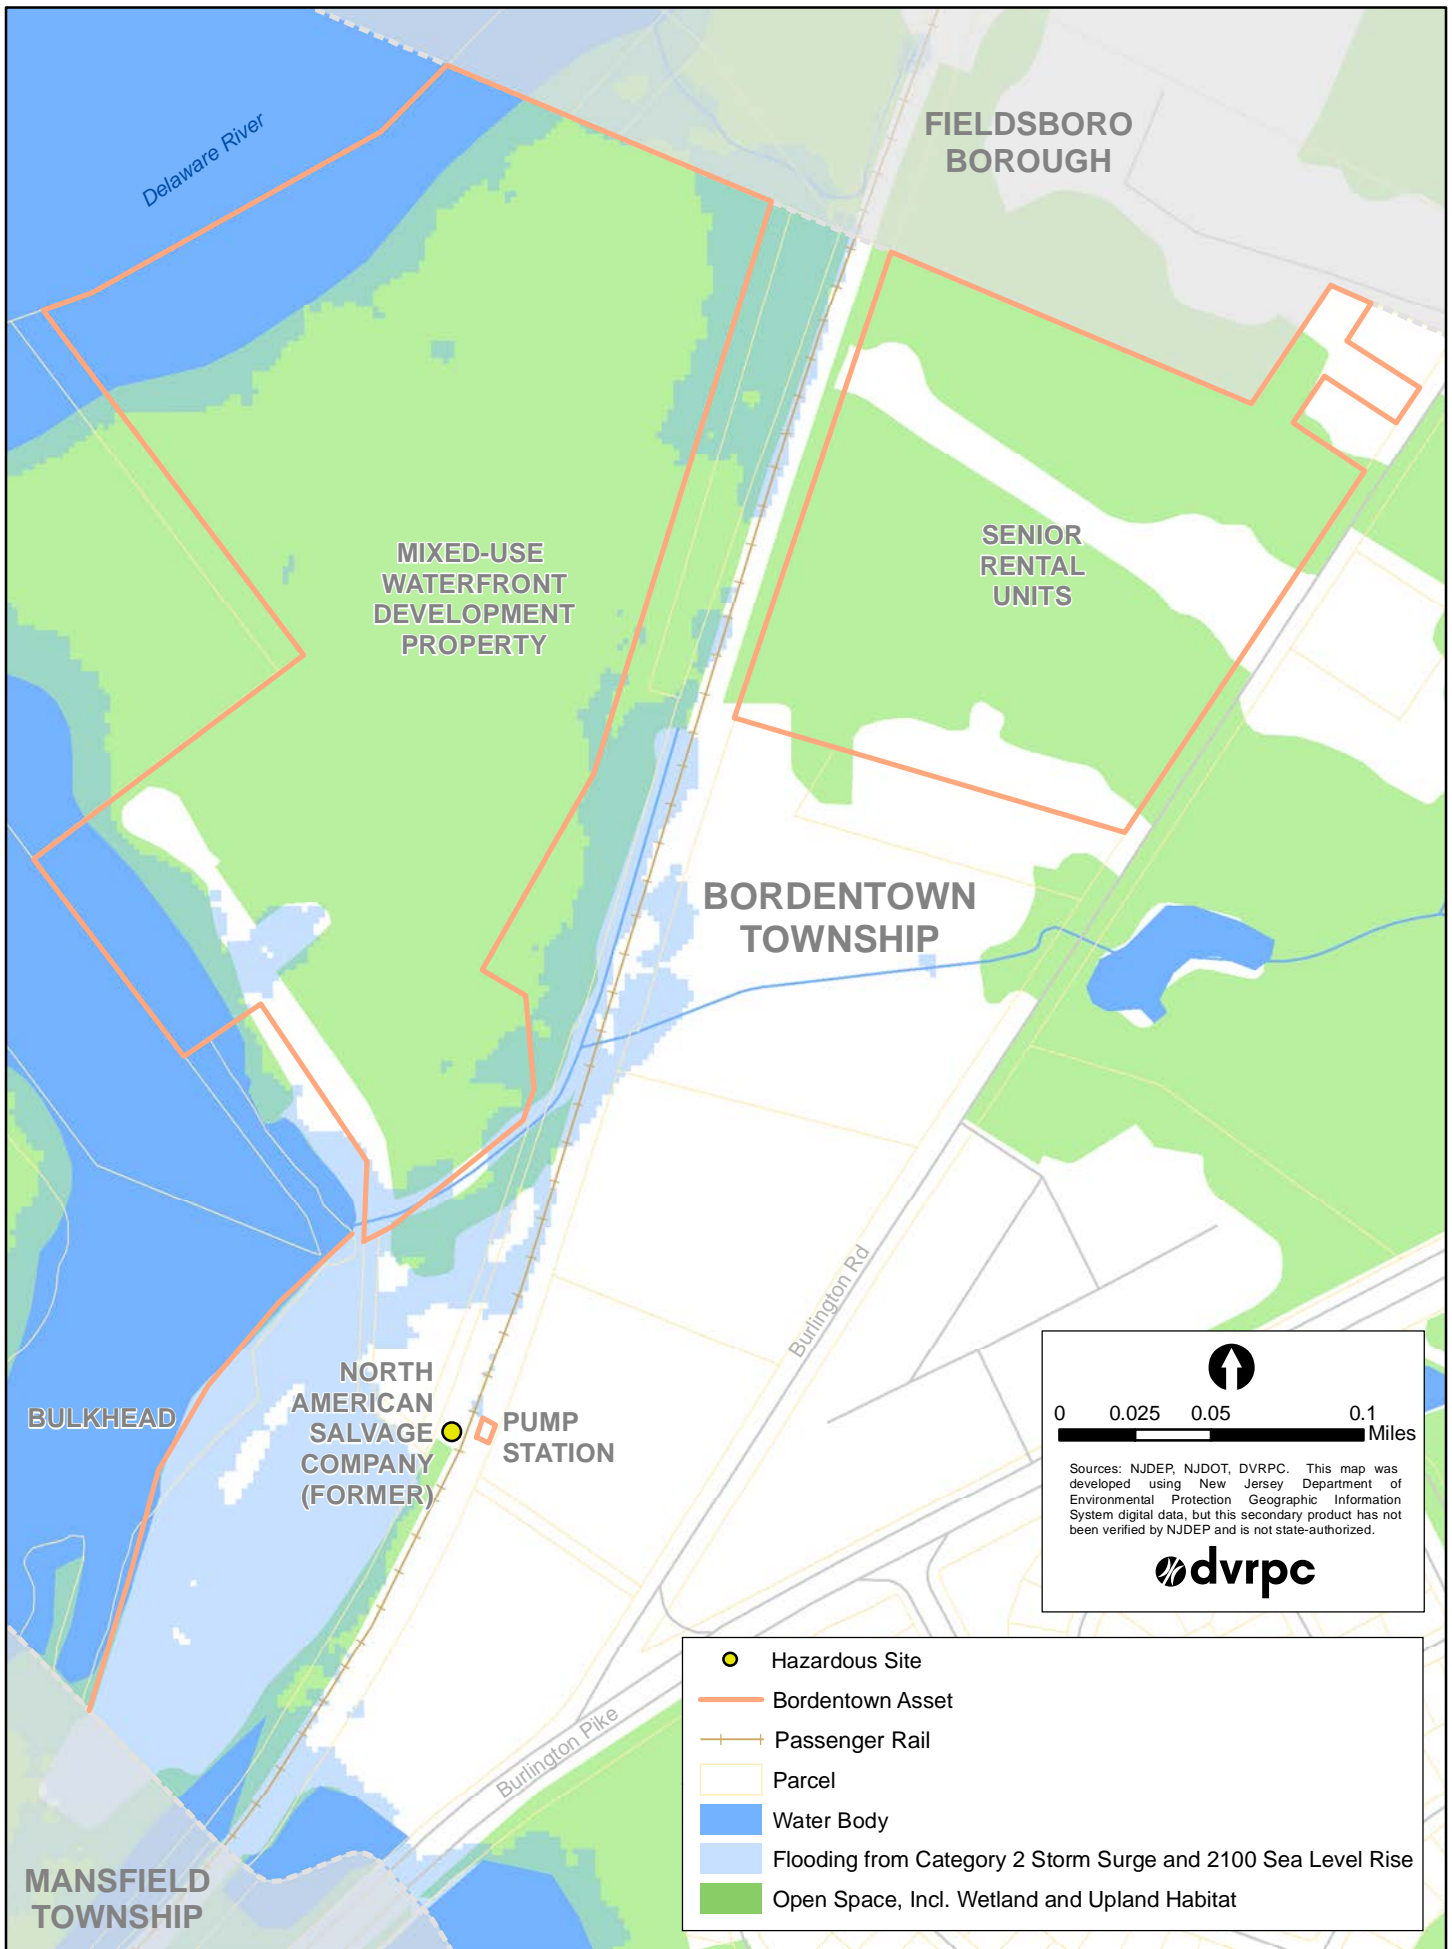 Delaware River
FIELDSBORO
BOROUGH
MIXED-USE
WATERFRONT
DEVELOPMENT
PROPERTY
SENIOR
RENTAL
UNITS
BORDENTOWN
TOWNSHIP
Burlington Rd
BULKHEAD
NORTH
AMERICAN
SALVAGE
COMPANY
(FORMER)
PUMP
STATION
Burlington Pike
MANSFIELD
TOWNSHIP
0 0.025 0.05 0.1
Miles
Sources: NJDEP, NJDOT, DVRPC. This map was
developed using New Jersey Department of
Environmental Protection Geographic Information
System digital data, but this secondary product has not
been verified by NJDEP and is not state-authorized.
dvrpc
Hazardous Site
Bordentown Asset
Passenger Rail
Parcel
Water Body
Flooding from Category 2 Storm Surge and 2100 Sea Level Rise
Open Space, Incl. Wetland and Upland Habitat